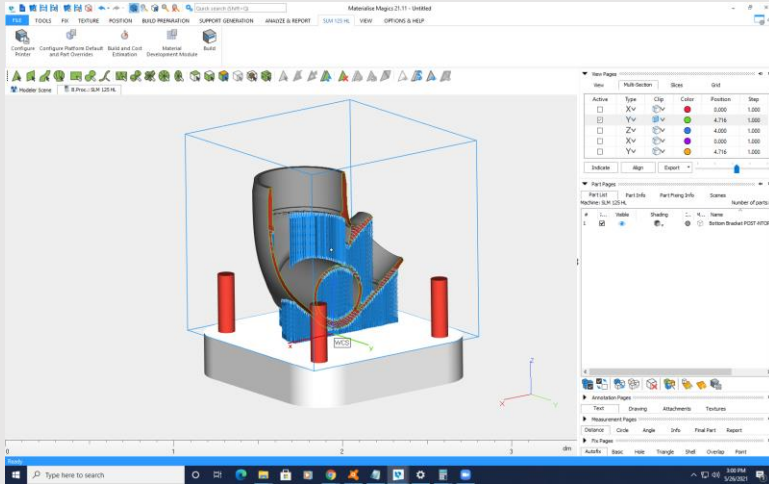 Quick search (Shift+Q)
Materialise Magics 21.11 - Untitled
FILE TOOLS FIX TEXTURE POSITION BUILD PREPARATION SUPPORT GENERATION ANALYZE & REPORT SLM 125 HL VIEW OPTIONS & HELP
Configure Printer
Configure Platform Default and Part Overrides
Build and Cost Estimation
Material Development Module
Build
Modeler Scene
B.Proc.: SLM 125 HL
View Pages
View Multi-Section Slices Grid
Active Type Clip Color Position Step
X 0.000 1.000
Y 4.716 1.000
Z 4.000 1.000
X 0.000 1.000
Y 4.716 1.000
Indicate Align Export
Part Pages
Part List Part Info Part Fixing Info Scenes
Machine: SLM 125 HL Number of parts:
# Visible Shading Name
1 Bottom Bracket POST-INTOP
WCS
Z
X
Y
X Y
Annotation Pages
Text Drawing Attachments Textures
Measurement Pages
Distance Circle Angle Info Final Part Report
Fix Pages
Autofix Basic Hole Triangle Shell Overlap Point
0 1 2 3 dm
Ready
Type here to search
3:00 PM
5/26/2021